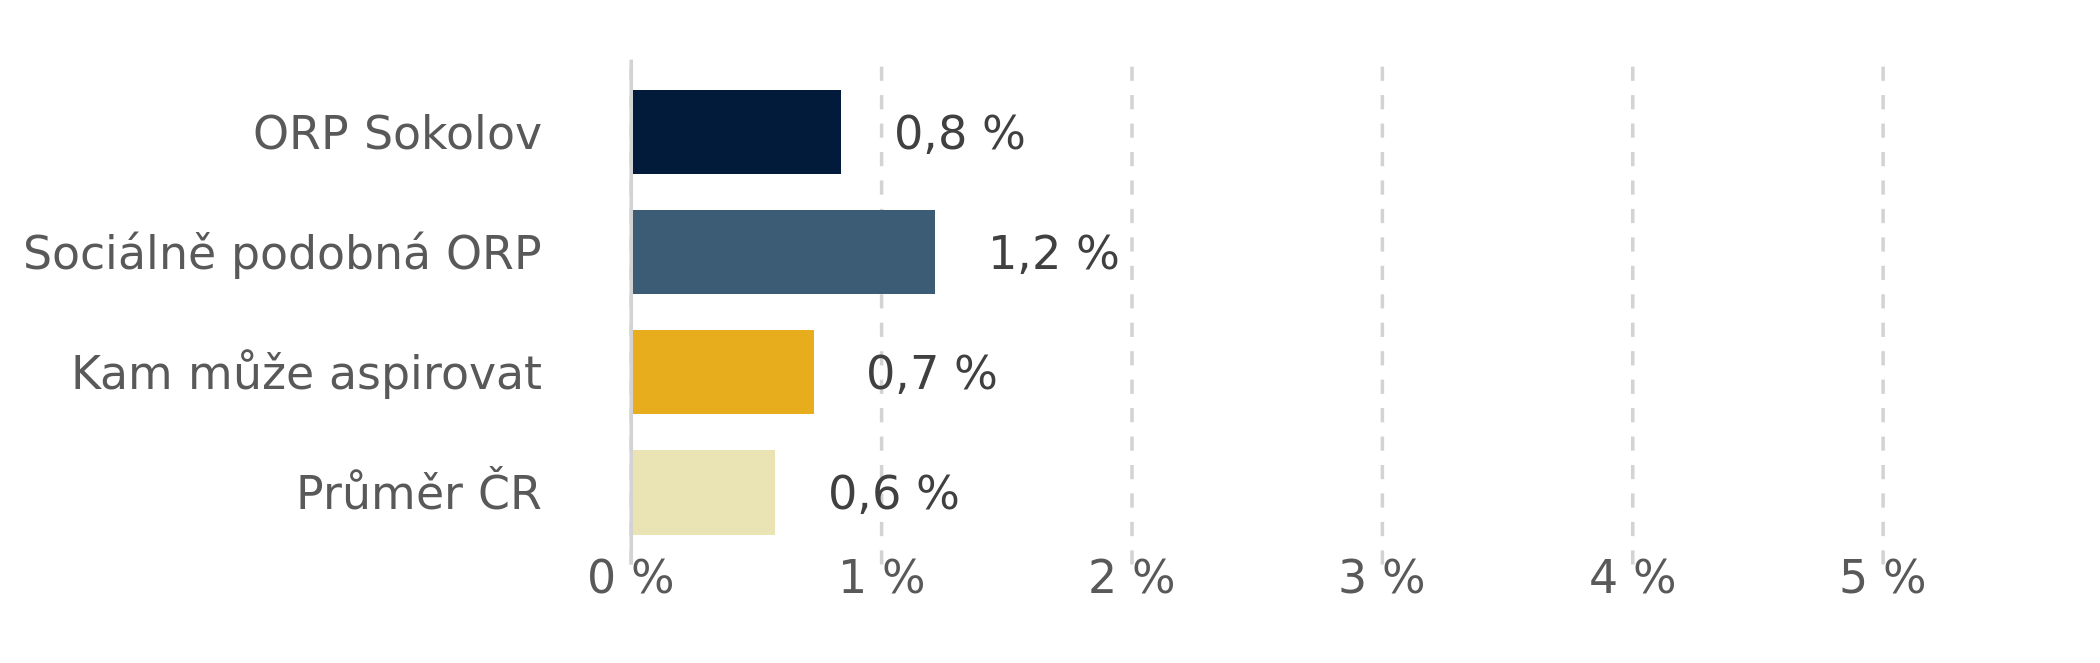 ORP Sokolov 0,8 %
Sociálně podobná ORP 1,2 %
Kam může aspirovat 0,7 %
Průměr ČR 0,6 %
0 % 1 % 2 % 3 % 4 % 5 %